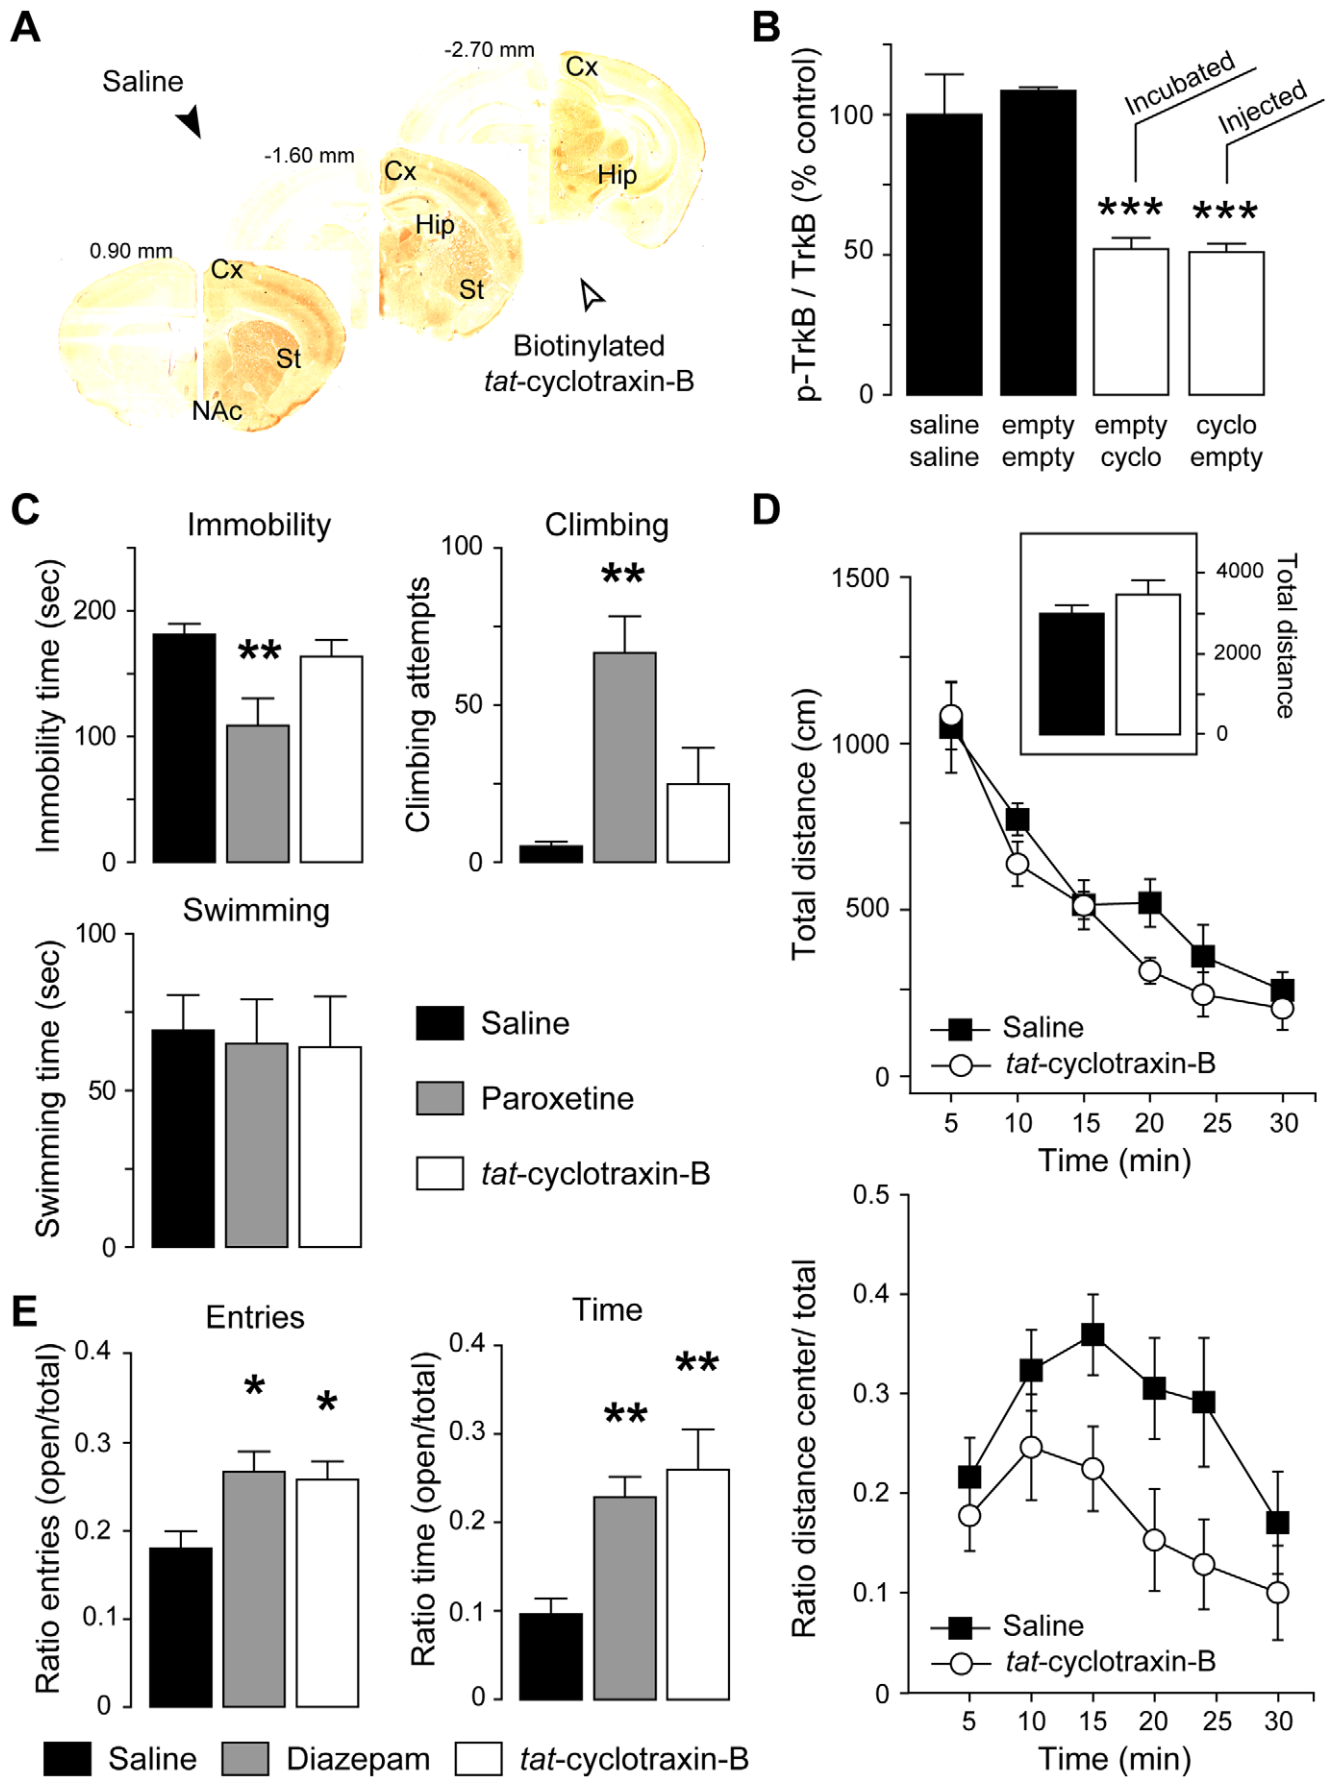 A
Saline
-2.70 mm
Cx
Hip
-1.60 mm
Cx
Hip
St
0.90 mm
Cx
St
NAc
Biotinylated
tat-cyclotraxin-B
B
p-TrkB / TrkB (% control)
100
50
0
Incubated
Injected
***
***
saline empty empty cyclo
saline empty cyclo empty
C
Immobility
Immobility time (sec)
200
100
0
**
Climbing
Climbing attempts
100
50
0
**
Swimming
Swimming time (sec)
100
50
0
Saline
Paroxetine
tat-cyclotraxin-B
D
Total distance (cm)
1500
1000
500
0
4000
2000
0
Total distance
Saline
tat-cyclotraxin-B
5 10 15 20 25 30
Time (min)
Ratio distance center/ total
0.5
0.4
0.3
0.2
0.1
0
Saline
tat-cyclotraxin-B
5 10 15 20 25 30
Time (min)
E
Entries
Ratio entries (open/total)
0.4
0.3
0.2
0.1
0
*
*
Time
Ratio time (open/total)
0.4
0.3
0.2
0.1
0
**
**
Saline
Diazepam
tat-cyclotraxin-B